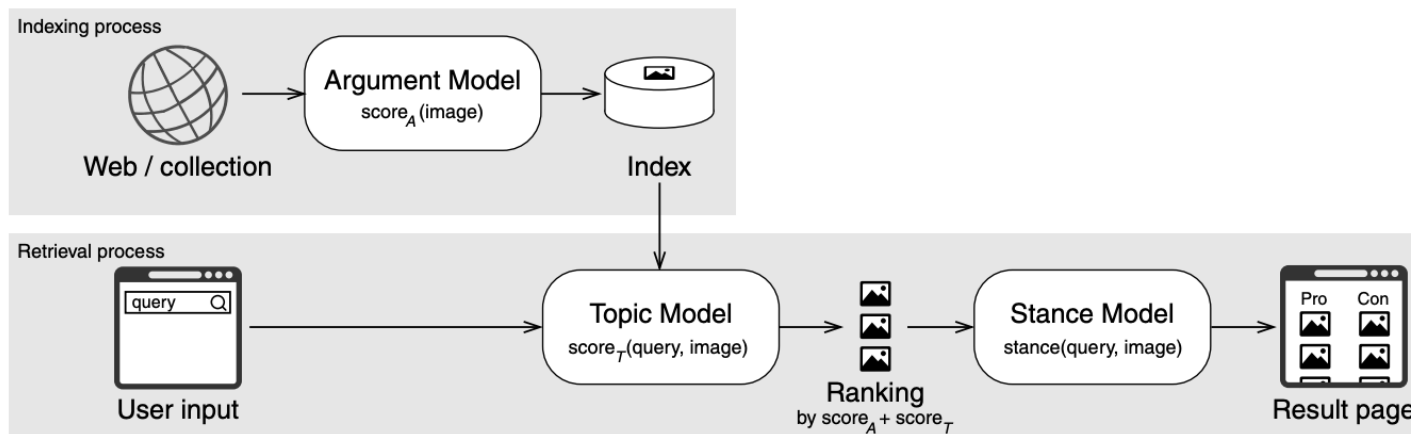 Indexing process
Argument Model
score_A(image)
Web / collection
Index
Retrieval process
query
User input
Topic Model
score_T(query, image)
Ranking
by score_A + score_T
Stance Model
stance(query, image)
Pro Con
Result page